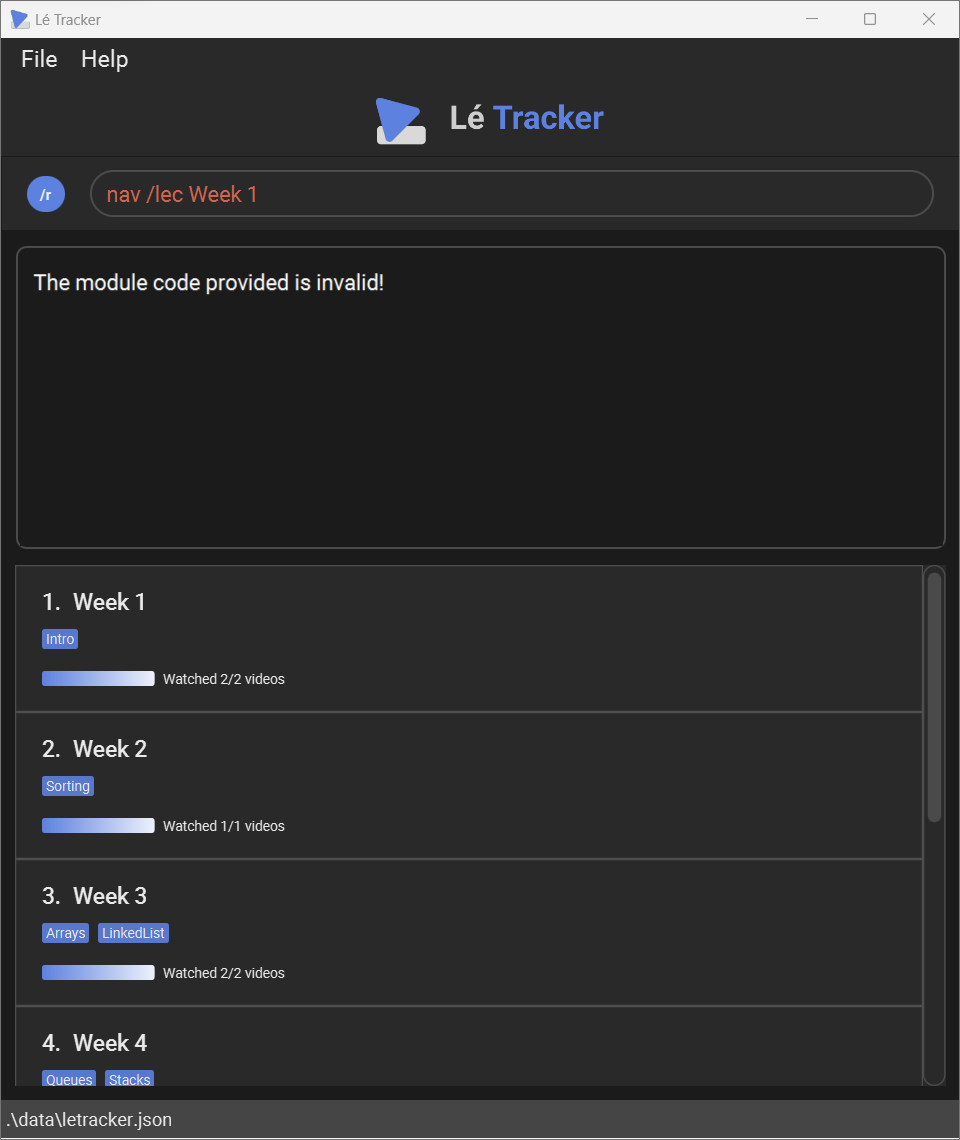 Lé Tracker
File Help
Lé Tracker
/r
nav /lec Week 1
The module code provided is invalid!
1. Week 1
Intro
Watched 2/2 videos
2. Week 2
Sorting
Watched 1/1 videos
3. Week 3
Arrays LinkedList
Watched 2/2 videos
4. Week 4
Queues Stacks
.\data\letracker.json